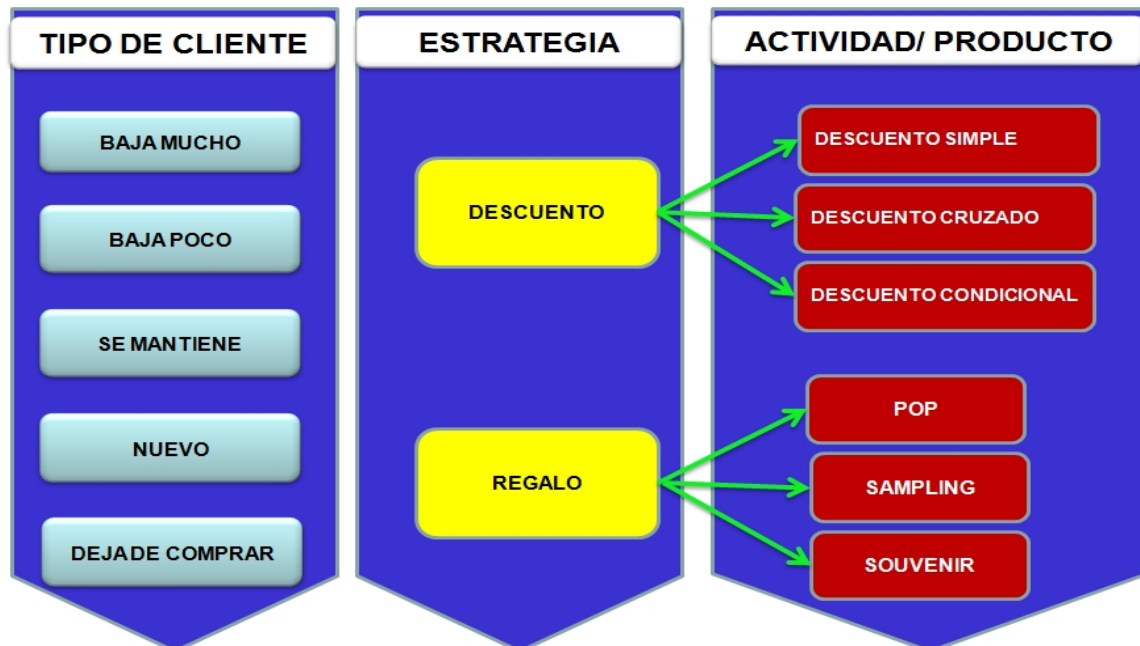 TIPO DE CLIENTE
BAJA MUCHO
BAJA POCO
SE MANTIENE
NUEVO
DEJA DE COMPRAR
ESTRATEGIA
DESCUENTO
REGALO
ACTIVIDAD/ PRODUCTO
DESCUENTO SIMPLE
DESCUENTO CRUZADO
DESCUENTO CONDICIONAL
POP
SAMPLING
SOUVENIR